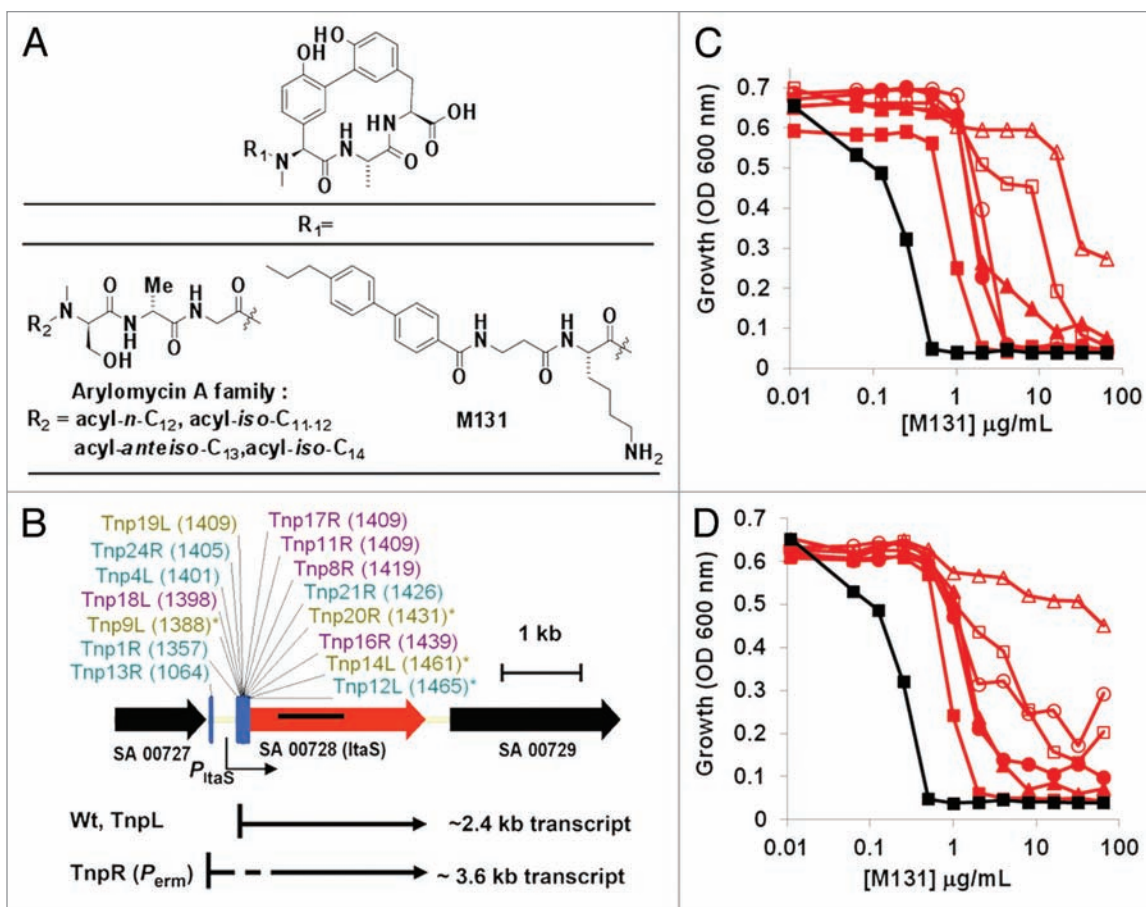 A
OH
OH
OH
R1
N
O
H
N
O
HN
O
R1=
Me
O
H
N
O
R2
N
N
H
O
OH
O
H
N
O
N
H
O
Arylomycin A family :
R2 = acyl-n-C12, acyl-iso-C11-12
acyl-anteiso-C13,acyl-iso-C14
M131
NH2
B
Tnp19L (1409)
Tnp24R (1405)
Tnp4L (1401)
Tnp18L (1398)
Tnp9L (1388)*
Tnp1R (1357)
Tnp13R (1064)
Tnp17R (1409)
Tnp11R (1409)
Tnp8R (1419)
Tnp21R (1426)
Tnp20R (1431)*
Tnp16R (1439)
Tnp14L (1461)*
Tnp12L (1465)*
1 kb
SA 00727
SA 00728 (ltaS)
SA 00729
PltaS
Wt, TnpL
~2.4 kb transcript
TnpR (Perm)
~ 3.6 kb transcript
C
Growth (OD 600 nm)
0.7
0.6
0.5
0.4
0.3
0.2
0.1
0
0.01
0.1
1
10
100
[M131] µg/mL
D
Growth (OD 600 nm)
0.7
0.6
0.5
0.4
0.3
0.2
0.1
0
0.01
0.1
1
10
100
[M131] µg/mL